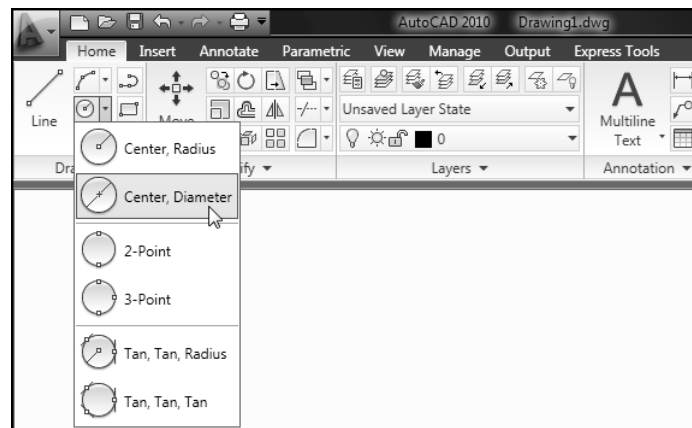 AutoCAD 2010 Drawing1.dwg
Home Insert Annotate Parametric View Manage Output Express Tools
Line
Unsaved Layer State
Multiline
Text
0
Layers
Annotation
Center, Radius
Center, Diameter
2-Point
3-Point
Tan, Tan, Radius
Tan, Tan, Tan